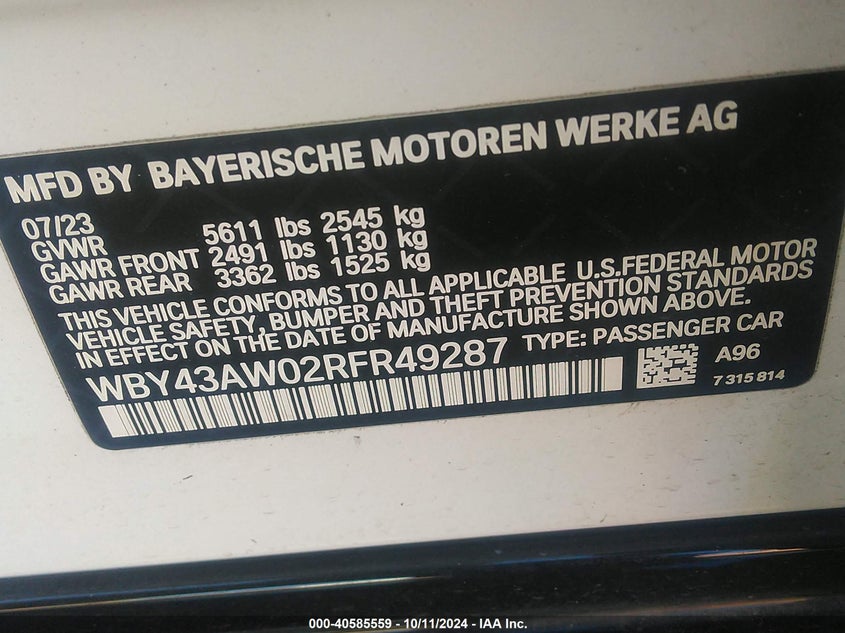 MFD BY BAYERISCHE MOTOREN WERKE AG
07/23
GVWR 5611 lbs 2545 kg
GAWR FRONT 2491 lbs 1130 kg
GAWR REAR 3362 lbs 1525 kg
THIS VEHICLE CONFORMS TO ALL APPLICABLE U.S.FEDERAL MOTOR
VEHICLE SAFETY, BUMPER AND THEFT PREVENTION STANDARDS
IN EFFECT ON THE DATE OF MANUFACTURE SHOWN ABOVE.
WBY43AW02RFR49287 TYPE: PASSENGER CAR
A96
7 315 814
000-40585559 - 10/11/2024 - IAA Inc.